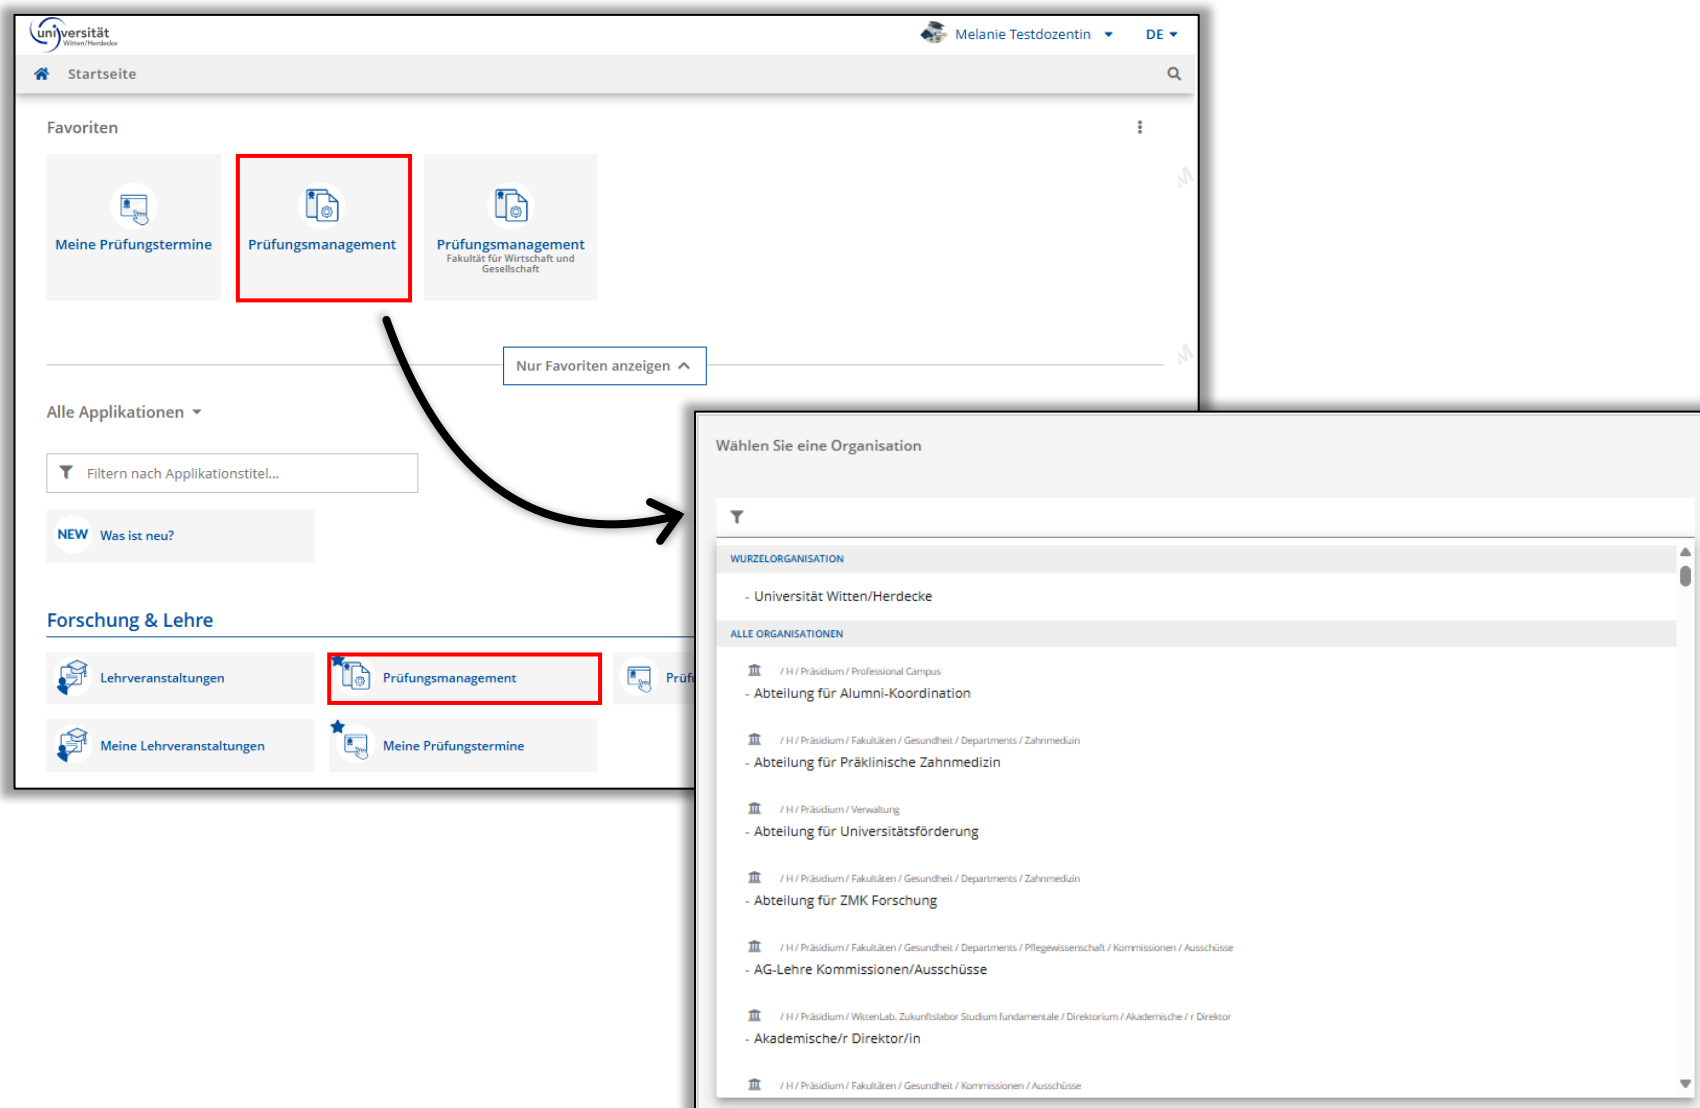 universität
Witten/Herdecke
Melanie Testdozentin
DE
Startseite
Favoriten
Meine Prüfungstermine
Prüfungsmanagement
Prüfungsmanagement
Fakultät für Wirtschaft und
Gesellschaft
Nur Favoriten anzeigen
Alle Applikationen
Filtern nach Applikationstitel...
NEW Was ist neu?
Forschung & Lehre
Lehrveranstaltungen
Prüfungsmanagement
Prüf
Meine Lehrveranstaltungen
Meine Prüfungstermine
Wählen Sie eine Organisation
WURZELORGANISATION
- Universität Witten/Herdecke
ALLE ORGANISATIONEN
/ H / Präsidium / Professional Campus
- Abteilung für Alumni-Koordination
/ H / Präsidium / Fakultäten / Gesundheit / Departments / Zahnmedizin
- Abteilung für Präklinische Zahnmedizin
/ H / Präsidium / Verwaltung
- Abteilung für Universitätsförderung
/ H / Präsidium / Fakultäten / Gesundheit / Departments / Zahnmedizin
- Abteilung für ZMK Forschung
/ H / Präsidium / Fakultäten / Gesundheit / Departments / Pflegewissenschaft / Kommissionen / Ausschüsse
- AG-Lehre Kommissionen/Ausschüsse
/ H / Präsidium / WittenLab. Zukunftslabor Studium fundamentale / Direktorium / Akademische / r Direktor
- Akademische/r Direktor/in
/ H / Präsidium / Fakultäten / Gesundheit / Kommissionen / Ausschüsse